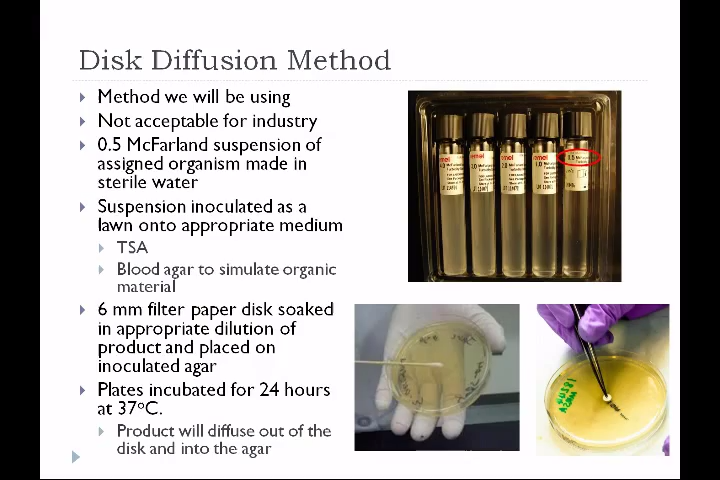 Disk Diffusion Method
Method we will be using
Not acceptable for industry
0.5 McFarland suspension of
assigned organism made in
sterile water
Suspension inoculated as a
lawn onto appropriate medium
TSA
Blood agar to simulate organic
material
6 mm filter paper disk soaked
in appropriate dilution of
product and placed on
inoculated agar
Plates incubated for 24 hours
at 37°C.
Product will diffuse out of the
disk and into the agar